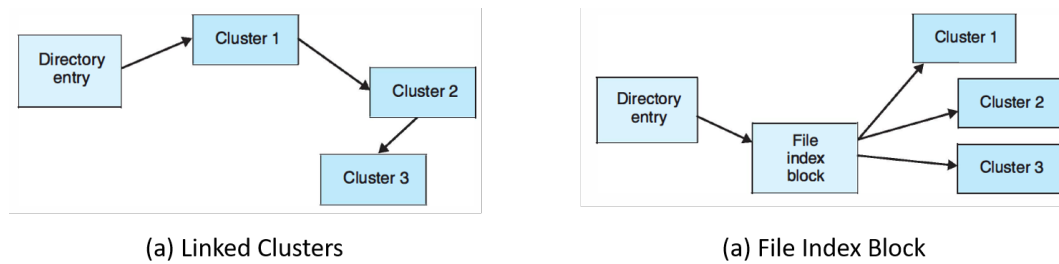 Directory
entry
Cluster 1
Cluster 2
Cluster 3
(a) Linked Clusters
Directory
entry
File
index
block
Cluster 1
Cluster 2
Cluster 3
(a) File Index Block